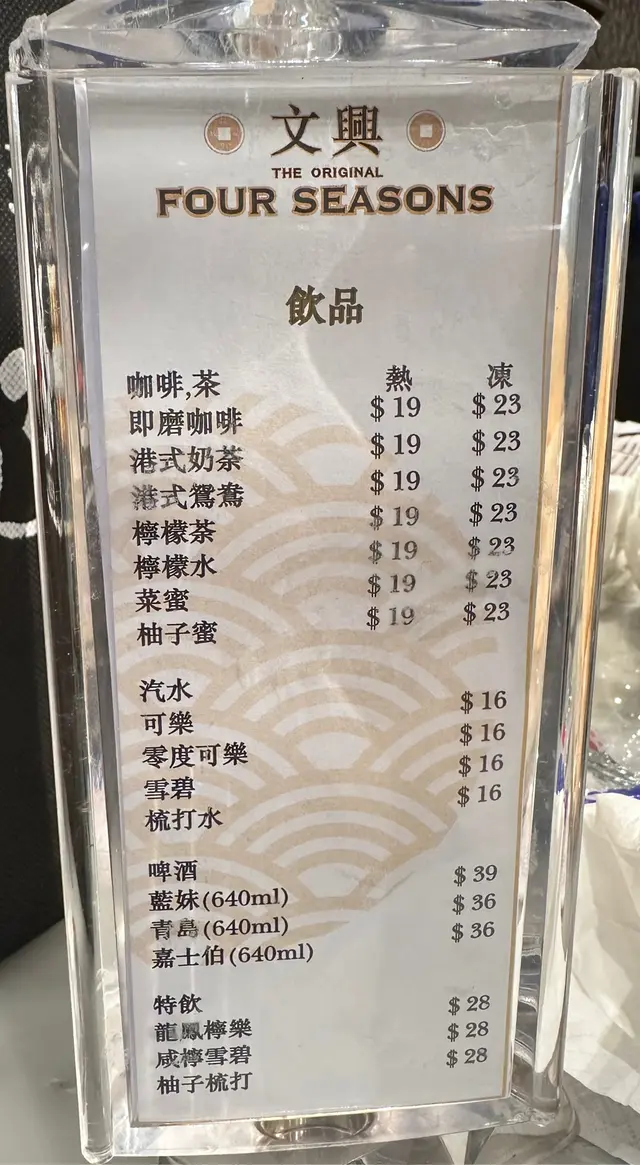 文興
THE ORIGINAL
FOUR SEASONS
飲品
咖啡,茶 熱 凍
即磨咖啡 $19 $23
港式奶茶 $19 $23
港式鴛鴦 $19 $23
檸檬茶 $19 $23
檸檬水 $19 $23
菜蜜 $19 $23
柚子蜜 $19 $23
汽水
可樂 $16
零度可樂 $16
雪碧 $16
梳打水 $16
啤酒
藍妹(640ml) $39
青島(640ml) $36
嘉士伯(640ml) $36
特飲
龍鳳檸樂 $28
咸檸雪碧 $28
柚子梳打 $28